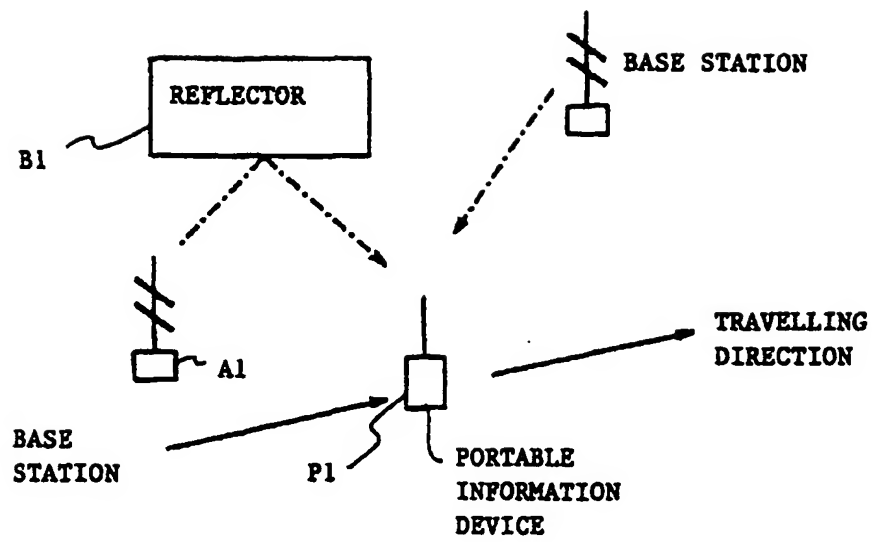 BASE STATION
REFLECTOR
B1
A1
TRAVELLING
DIRECTION
BASE
STATION
P1
PORTABLE
INFORMATION
DEVICE